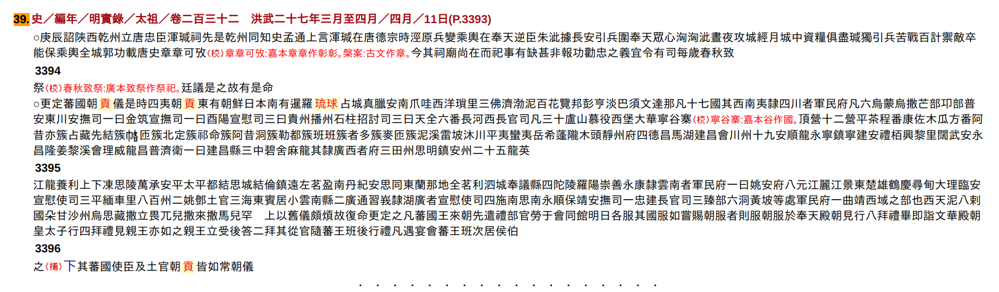 39. 史／編年／明實錄／太祖／卷二百三十二　洪武二十七年三月至四月／四月／11日(P.3393)
○庚辰詔陝西乾州立唐忠臣渾瑊祠先是乾州同知史孟通上言渾瑊在唐德宗時涇原兵變乘輿在奉天逆臣朱泚據長安引兵圍奉天眾心洶洶泚晝夜攻城經月城中資糧俱盡瑊獨引兵苦戰百計禦敵卒
能保乘輿全城郭功載唐史章章可攷(校)章章可攷:嘉本章章作彰彰。槃案:古文作章。今其祠廟尚在而祀事有缺甚非報功勸忠之義宜令有司每歲春秋致
3394
祭(校)春秋致祭:廣本致祭作祭祀。廷議是之故有是命
○更定蕃國朝貢儀是時四夷朝貢東有朝鮮日本南有暹羅琉球占城真臘安南爪哇西洋瑣里三佛濟渤泥百花覽邦彭亨淡巴須文達那凡十七國其西南夷隸四川者軍民府凡六烏蒙烏撒芒部卭部普
安東川安撫司一曰金筑宣撫司一曰酉陽宣慰司三曰貴州播州石柱招討司三曰天全六番長河西長官司凡三十盧山慕役西堡大華寧谷寨(校)寧谷寨:嘉本谷作國。頂營十二營平茶程番康佐木瓜方番阿
昔亦簇占藏先結簇匝簇北定簇祁命簇阿昔洞簇勒都簇班班簇者多簇麥匝簇泥溪雷坡沐川平夷蠻夷岳希蓬隴木頭靜州府四德昌馬湖建昌會川州十九安順龍永寧鎮寧建安禮栢興黎里闊武安永
昌隆姜黎溪會理威龍昌普濟衛一曰建昌縣三中碧舍麻龍其隸廣西者府三田州思明鎮安州二十五龍英
3395
江龍養利上下凍思陵萬承安平太平都結思城結倫鎮遠左茗盈南丹紀安思同東蘭那地全茗利泗城奉議縣四陀陵羅陽崇善永康隸雲南者軍民府一曰姚安府八元江麗江景東楚雄鶴慶尋甸大理臨安
宣慰使司三平緬車里八百州二姚鄧土官三海東賓居小雲南縣二廣通習峩隸湖廣者宣慰使司四施南思南永順保靖安撫司一忠建長官司三臻部六洞黃坡等處軍民府一曲靖西域之部也西天泥八剌
國朵甘沙州烏思藏撒立畏兀兒撒來撒馬兒罕　上以舊儀頗煩故復命更定之凡蕃國王來朝先遣禮部官勞于會同館明日各服其國服如嘗賜朝服者則服朝服於奉天殿朝見行八拜禮畢即詣文華殿朝
皇太子行四拜禮見親王亦如之親王立受後答二拜其從官隨蕃王班後行禮凡遇宴會蕃王班次居侯伯
3396
之(補)下其蕃國使臣及土官朝貢皆如常朝儀